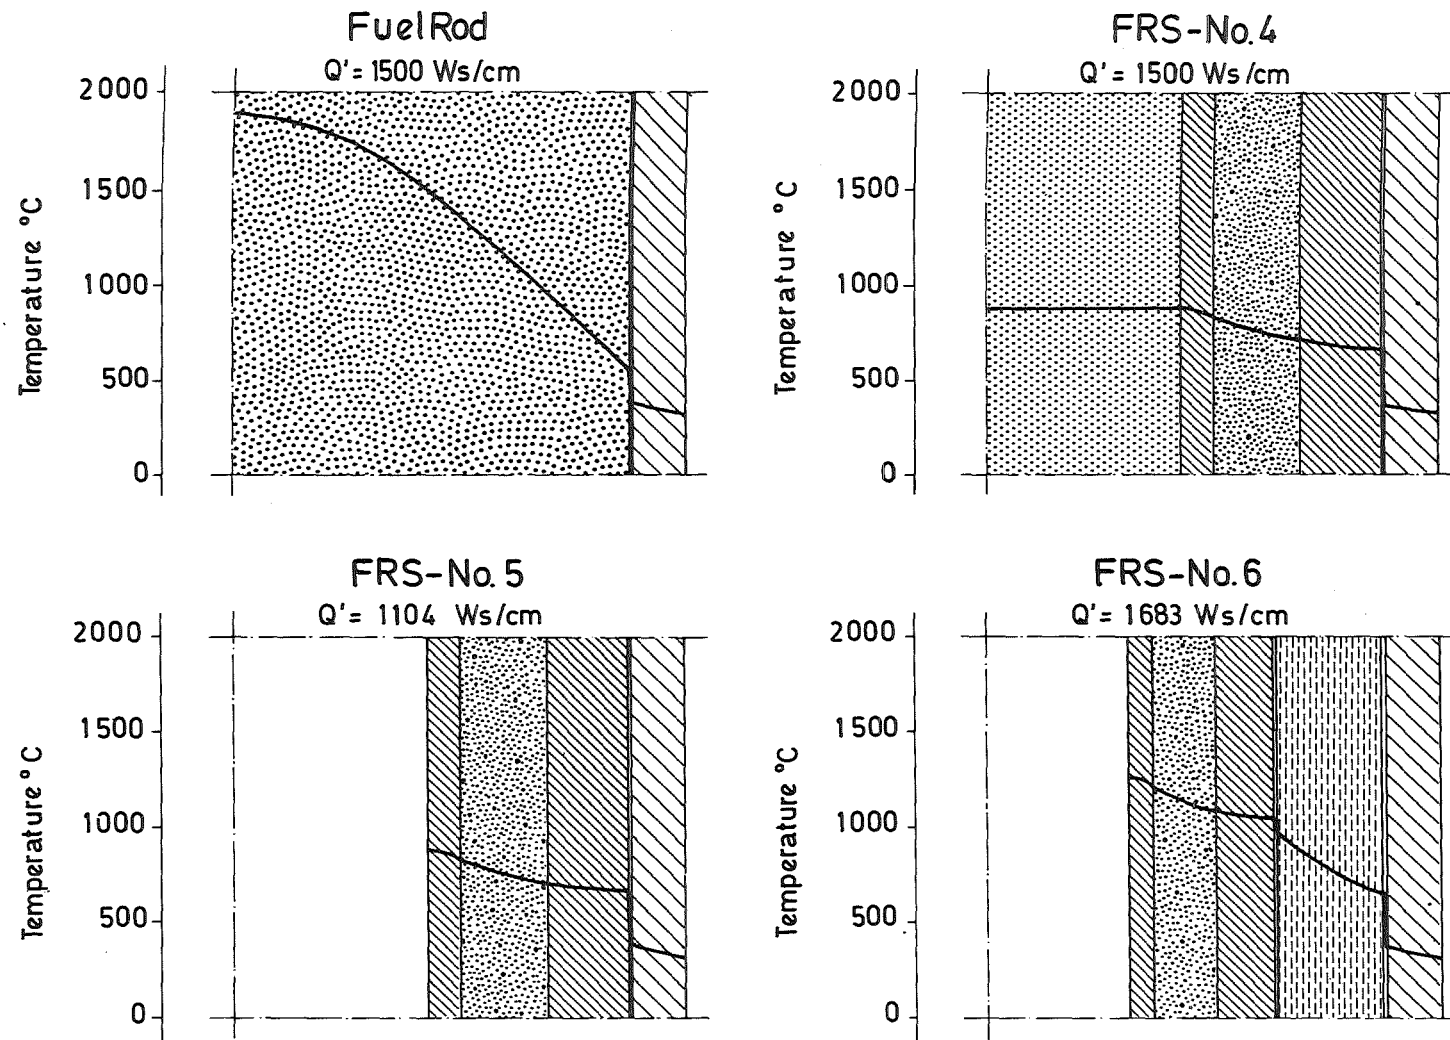 Fuel Rod
Q' = 1500 Ws/cm
Temperature °C
2000
1500
1000
500
0
FRS-No. 4
Q' = 1500 Ws/cm
Temperature °C
2000
1500
1000
500
0
FRS-No. 5
Q' = 1104 Ws/cm
Temperature °C
2000
1500
1000
500
0
FRS-No. 6
Q' = 1683 Ws/cm
Temperature °C
2000
1500
1000
500
0